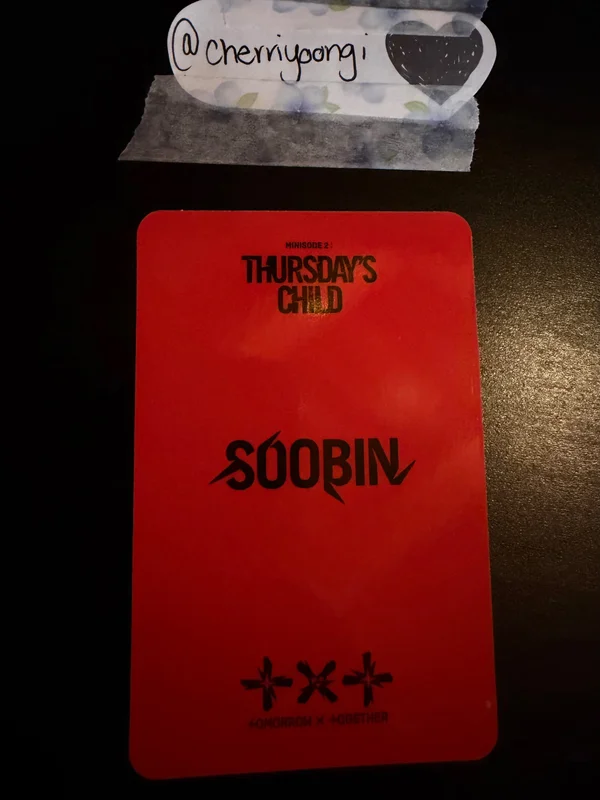 @cherriyoongi
MINISODE 2 :
THURSDAY'S
CHILD
SOOBIN
TOMORROW X TOGETHER